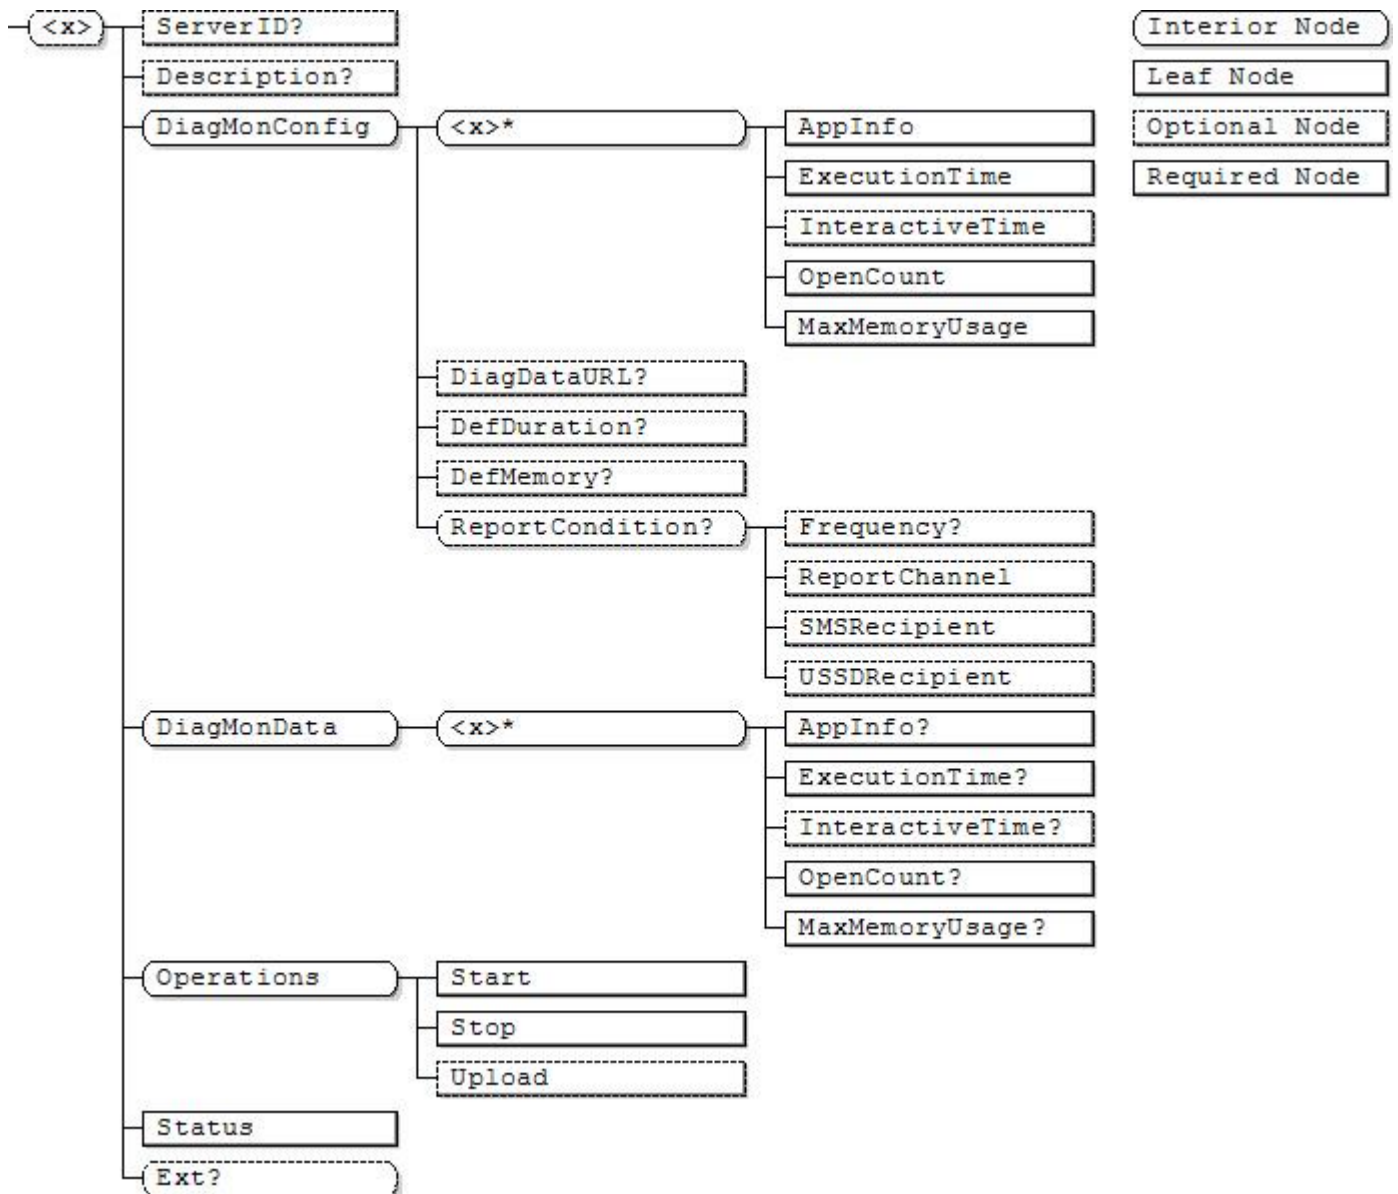 <x>
ServerID?
Description?
DiagMonConfig
<x>*
AppInfo
ExecutionTime
InteractiveTime
OpenCount
MaxMemoryUsage
DiagDataURL?
DefDuration?
DefMemory?
ReportCondition?
Frequency?
ReportChannel
SMSRecipient
USSDRecipient
DiagMonData
<x>*
AppInfo?
ExecutionTime?
InteractiveTime?
OpenCount?
MaxMemoryUsage?
Operations
Start
Stop
Upload
Status
Ext?
Interior Node
Leaf Node
Optional Node
Required Node